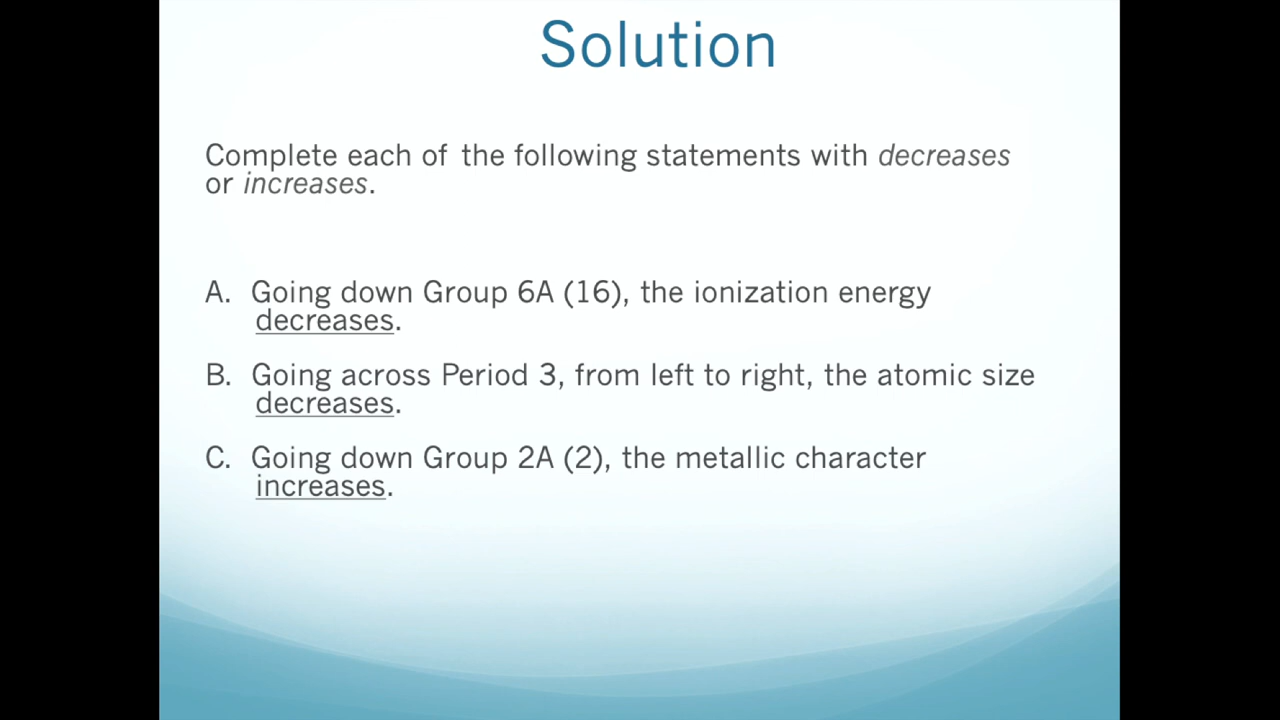 Solution
Complete each of the following statements with decreases
or increases.
A. Going down Group 6A (16), the ionization energy
decreases.
B. Going across Period 3, from left to right, the atomic size
decreases.
C. Going down Group 2A (2), the metallic character
increases.